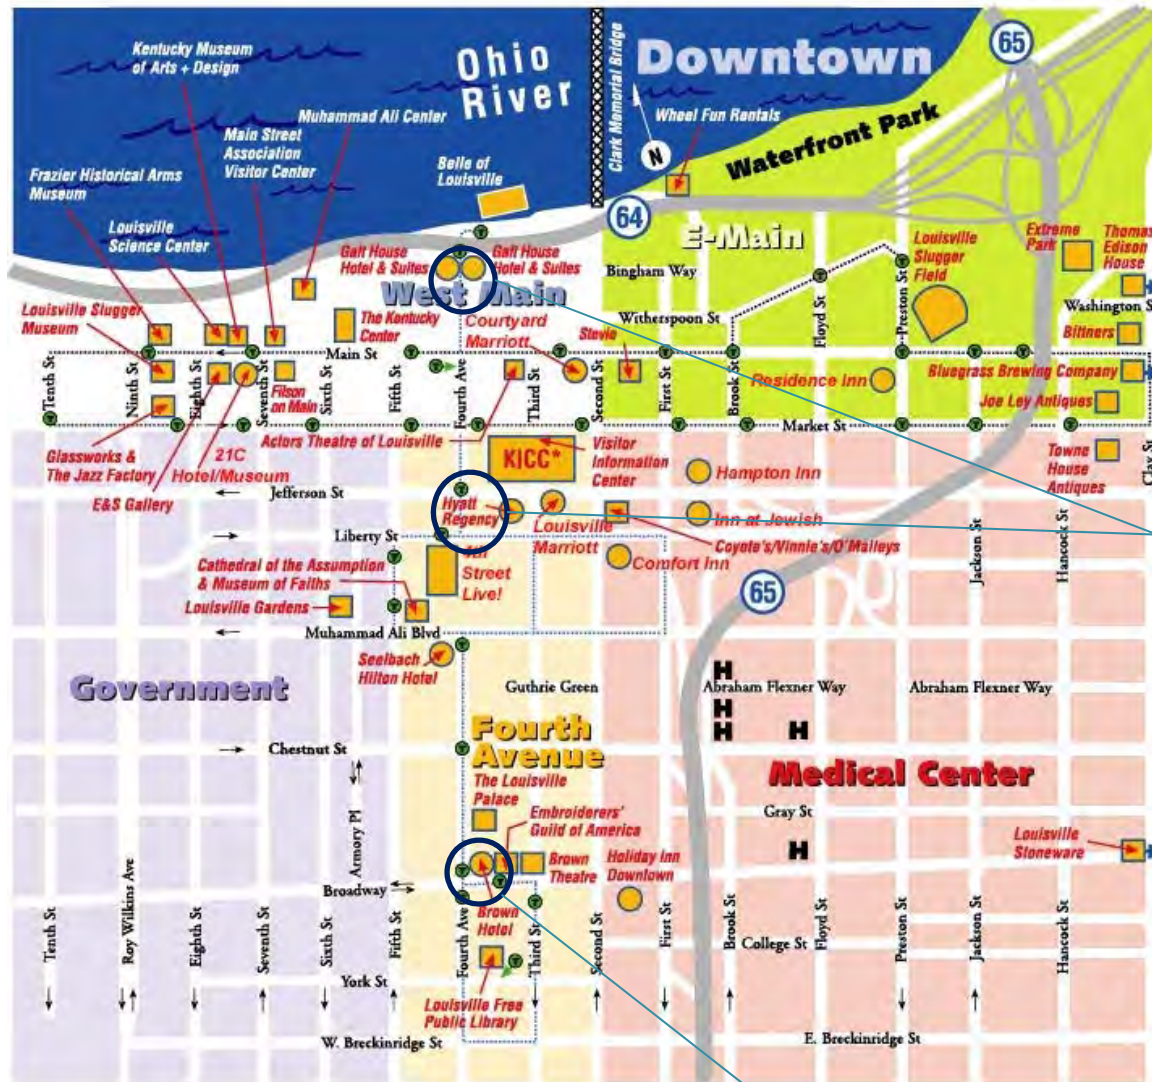 Kentucky Museum
of Arts + Design
Ohio
River
65
Downtown
Clark Memorial Bridge
Wheel Fun Rentals
N
Waterfront Park
Muhammad Ali Center
Main Street
Association
Visitor Center
Belle of
Louisville
Frazier Historical Arms
Museum
Louisville
Science Center
64
E-Main
Galt House
Hotel & Suites
Galt House
Hotel & Suites
West Main
Bingham Way
Louisville
Slugger
Field
Extreme
Park
Thomas
Edison
House
Washington St
Louisville Slugger
Museum
The Kentucky
Center
Courtyard
Marriott
Stevie
Witherspoon St
Floyd St
Preston St
Bittners
Main St
Bluegrass Brewing Company
Residence Inn
Joe Ley Antiques
Tenth St
Ninth St
Eighth St
Seventh St
Filson
on Main
Sixth St
Fifth St
Fourth Ave
Third St
Second St
First St
Brook St
Market St
Glassworks &
The Jazz Factory
21C
Hotel/Museum
E&S Gallery
Actors Theatre of Louisville
KICC*
Visitor
Information
Center
Hampton Inn
Towne
House
Antiques
Clay St
Jefferson St
Hyatt
Regency
Louisville
Marriott
Inn at Jewish
Coyote's/Vinnie's/O'Malleys
Jackson St
Hancock St
Liberty St
4th
Street
Live!
Comfort Inn
Cathedral of the Assumption
& Museum of Faiths
Louisville Gardens
65
Muhammad Ali Blvd
Seelbach
Hilton Hotel
Government
Guthrie Green
H
Abraham Flexner Way
Abraham Flexner Way
H
H
H
Fourth
Avenue
Chestnut St
Medical Center
The Louisville
Palace
Armory Pl
Embroiderers'
Guild of America
Gray St
H
Louisville
Stoneware
Brown
Theatre
Holiday Inn
Downtown
Broadway
Brown
Hotel
Tenth St
Roy Wilkins Ave
Eighth St
Seventh St
Sixth St
Fifth St
Fourth Ave
Third St
Second St
First St
Brook St
College St
Floyd St
Preston St
Jackson St
Hancock St
York St
Louisville Free
Public Library
W. Breckinridge St
E. Breckinridge St